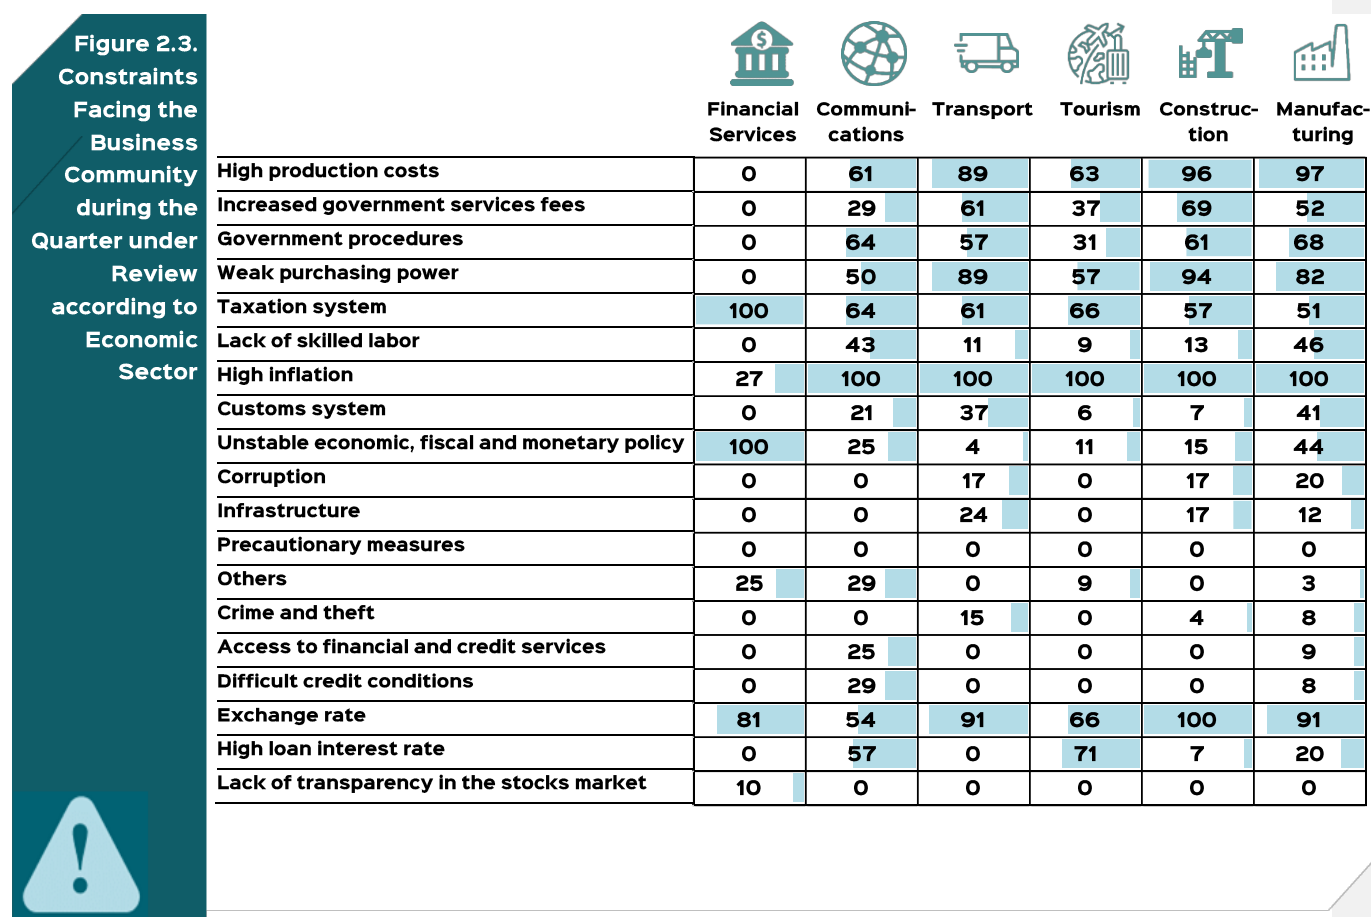 Figure 2.3.
Constraints
Facing the
Business
Community
during the
Quarter under
Review
according to
Economic
Sector
$
Financial Services Communi-cations Transport Tourism Construc-tion Manufac-turing
High production costs 0 61 89 63 96 97
Increased government services fees 0 29 61 37 69 52
Government procedures 0 64 57 31 61 68
Weak purchasing power 0 50 89 57 94 82
Taxation system 100 64 61 66 57 51
Lack of skilled labor 0 43 11 9 13 46
High inflation 27 100 100 100 100 100
Customs system 0 21 37 6 7 41
Unstable economic, fiscal and monetary policy 100 25 4 11 15 44
Corruption 0 0 17 0 17 20
Infrastructure 0 0 24 0 17 12
Precautionary measures 0 0 0 0 0 0
Others 25 29 0 9 0 3
Crime and theft 0 0 15 0 4 8
Access to financial and credit services 0 25 0 0 0 9
Difficult credit conditions 0 29 0 0 0 8
Exchange rate 81 54 91 66 100 91
High loan interest rate 0 57 0 71 7 20
Lack of transparency in the stocks market 10 0 0 0 0 0